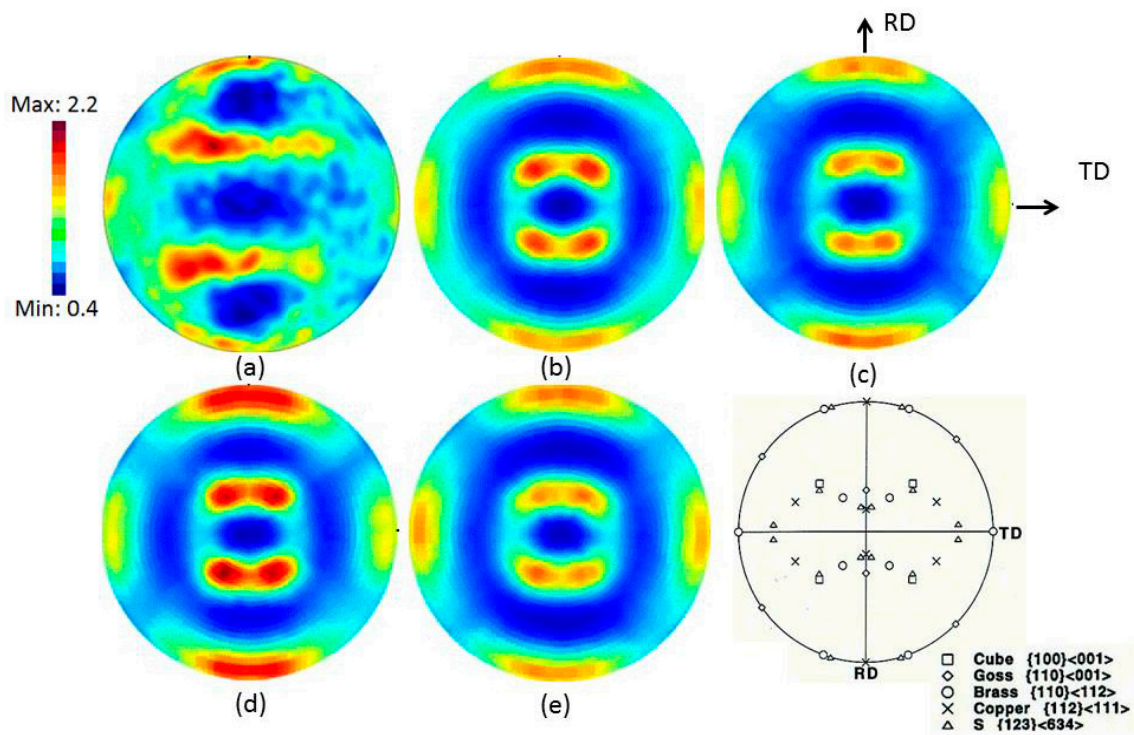 RD
Max: 2.2
TD
Min: 0.4
(a)
(b)
(c)
(d)
(e)
TD
RD
Cube {100}<001>
Goss {110}<001>
Brass {110}<112>
Copper {112}<111>
S {123}<634>